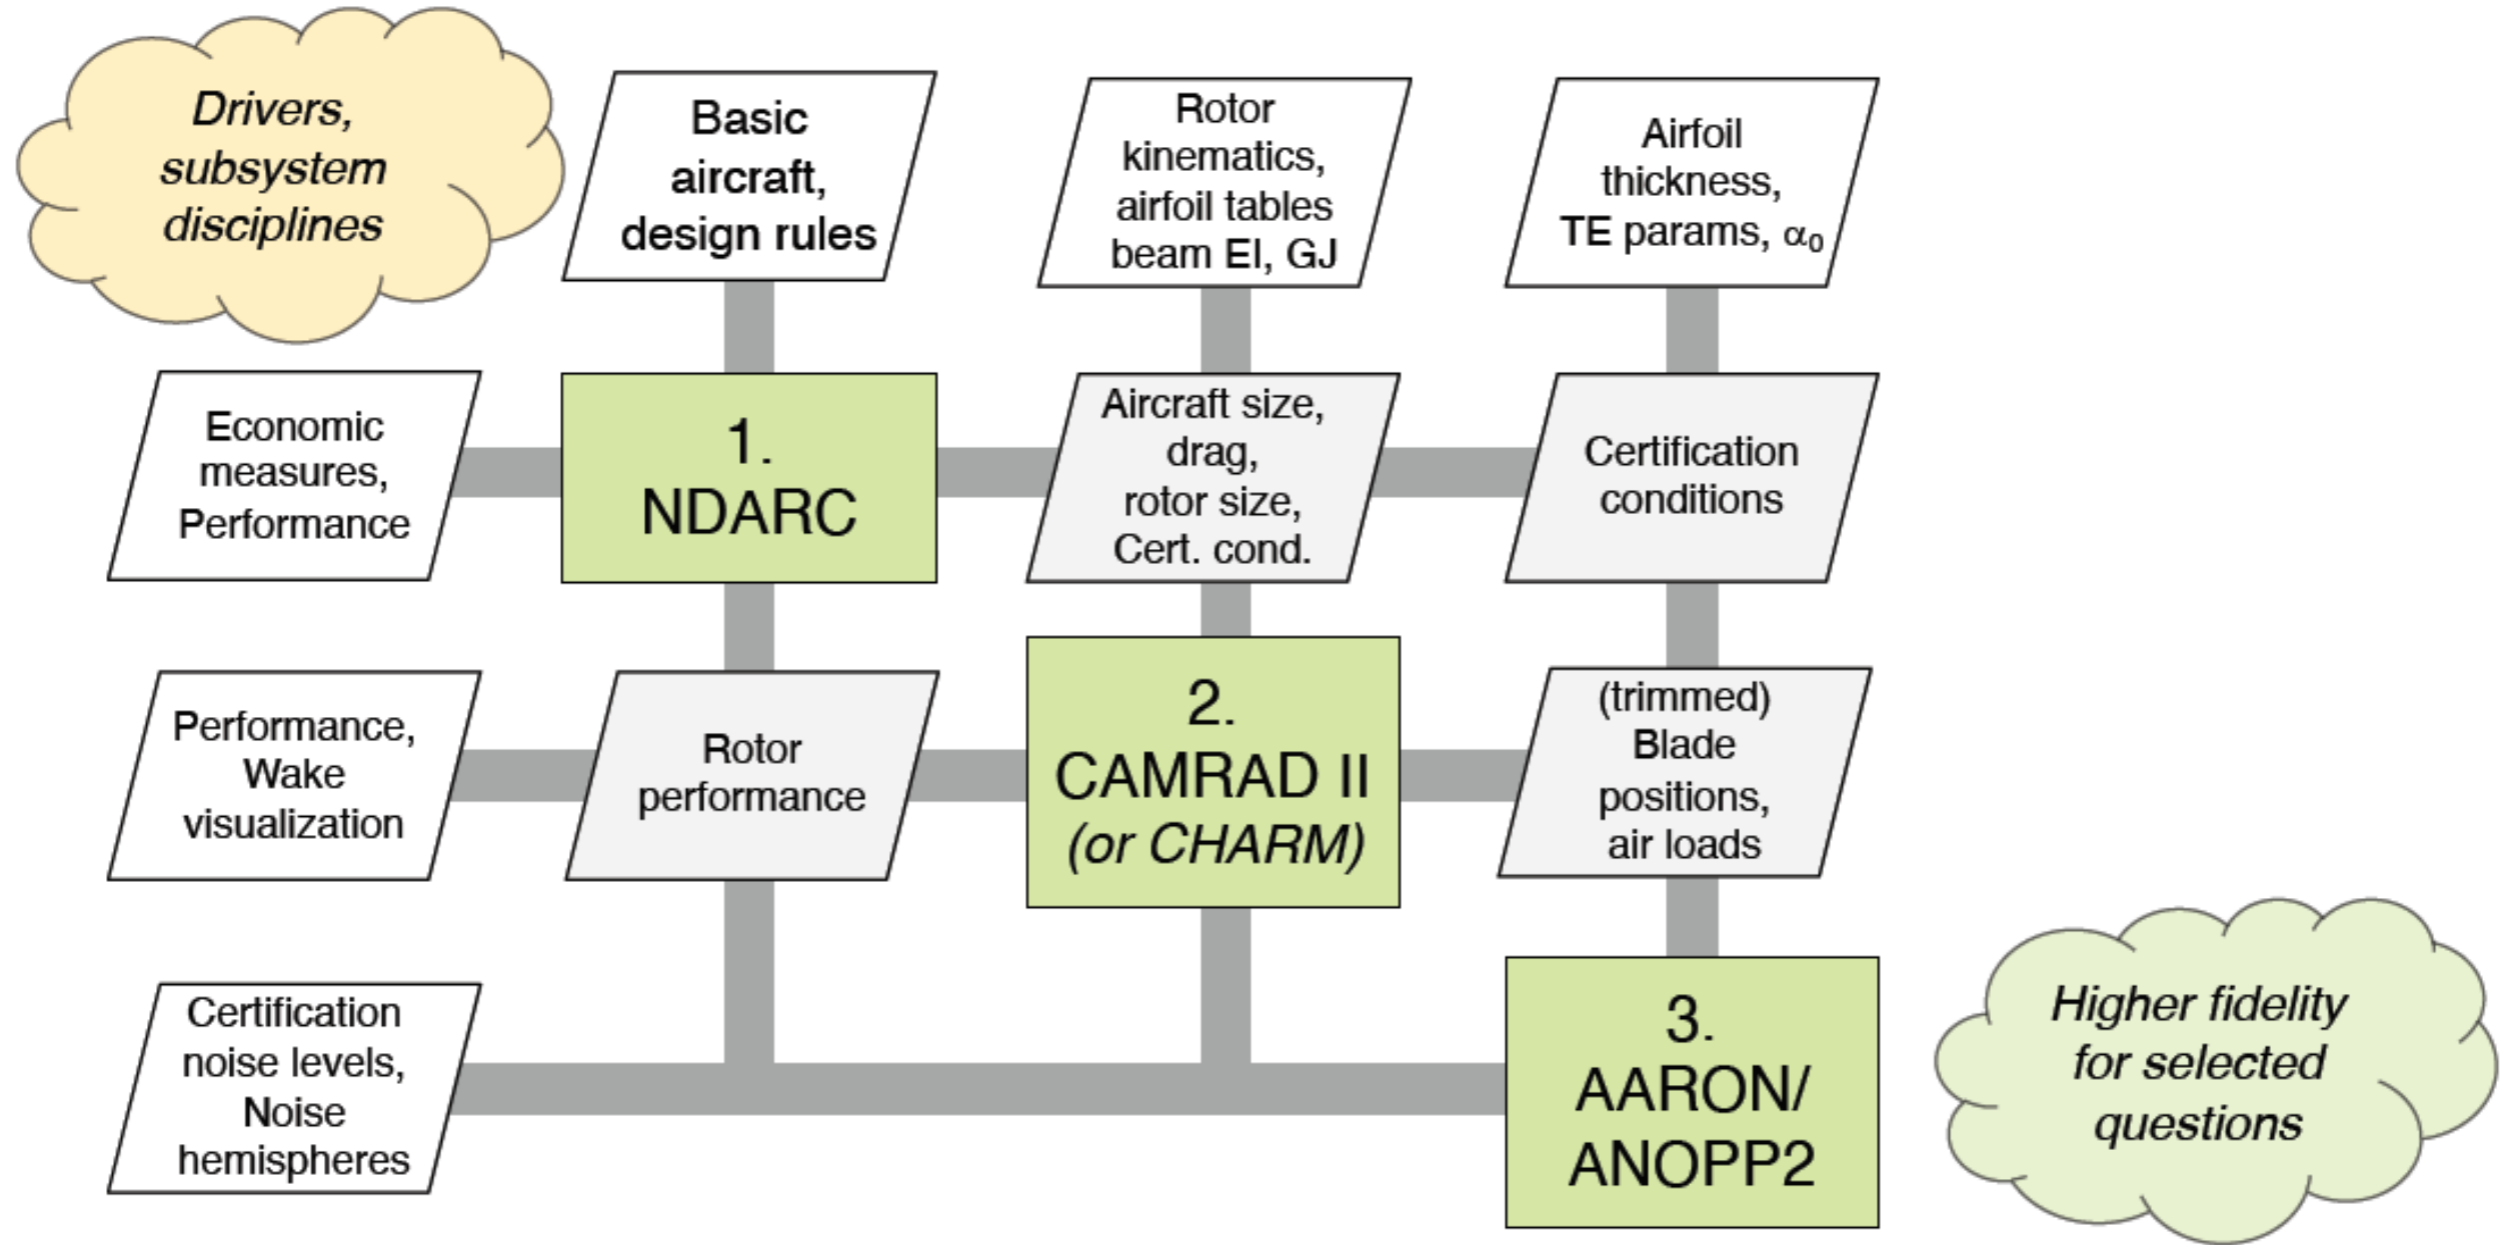 Drivers,
subsystem
disciplines
Basic
aircraft,
design rules
Rotor
kinematics,
airfoil tables
beam EI, GJ
Airfoil
thickness,
TE params, α₀
Economic
measures,
Performance
1.
NDARC
Aircraft size,
drag,
rotor size,
Cert. cond.
Certification
conditions
Performance,
Wake
visualization
Rotor
performance
2.
CAMRAD II
(or CHARM)
(trimmed)
Blade
positions,
air loads
Certification
noise levels,
Noise
hemispheres
3.
AARON/
ANOPP2
Higher fidelity
for selected
questions